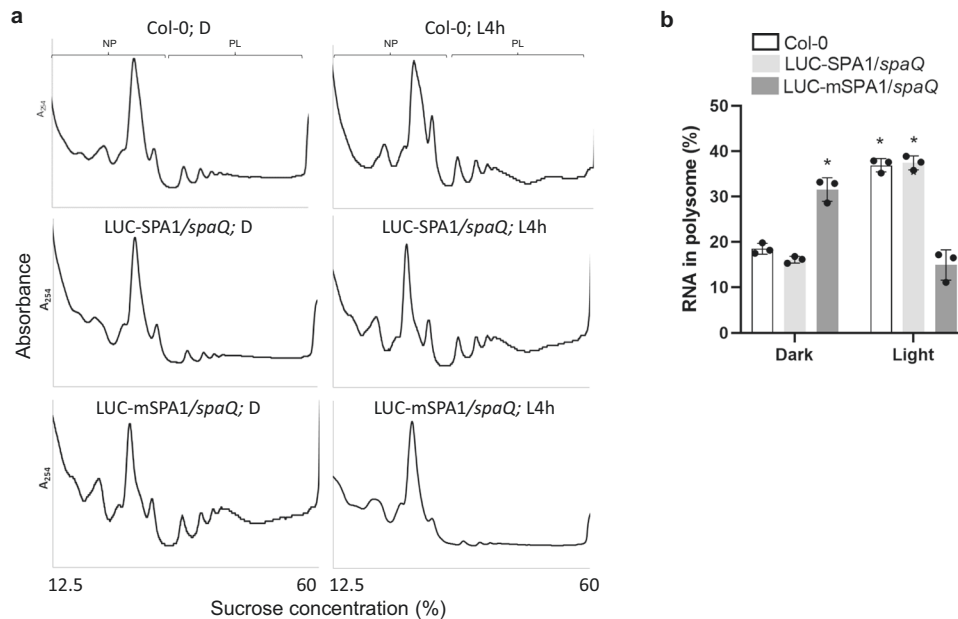 a
Col-0; D
Col-0; L4h
NP
PL
NP
PL
A254
LUC-SPA1/spaQ; D
LUC-SPA1/spaQ; L4h
Absorbance
A254
LUC-mSPA1/spaQ; D
LUC-mSPA1/spaQ; L4h
A254
12.5
60
12.5
60
Sucrose concentration (%)
b
Col-0
LUC-SPA1/spaQ
LUC-mSPA1/spaQ
RNA in polysome (%)
50
40
30
20
10
0
*
*
*
*
Dark
Light